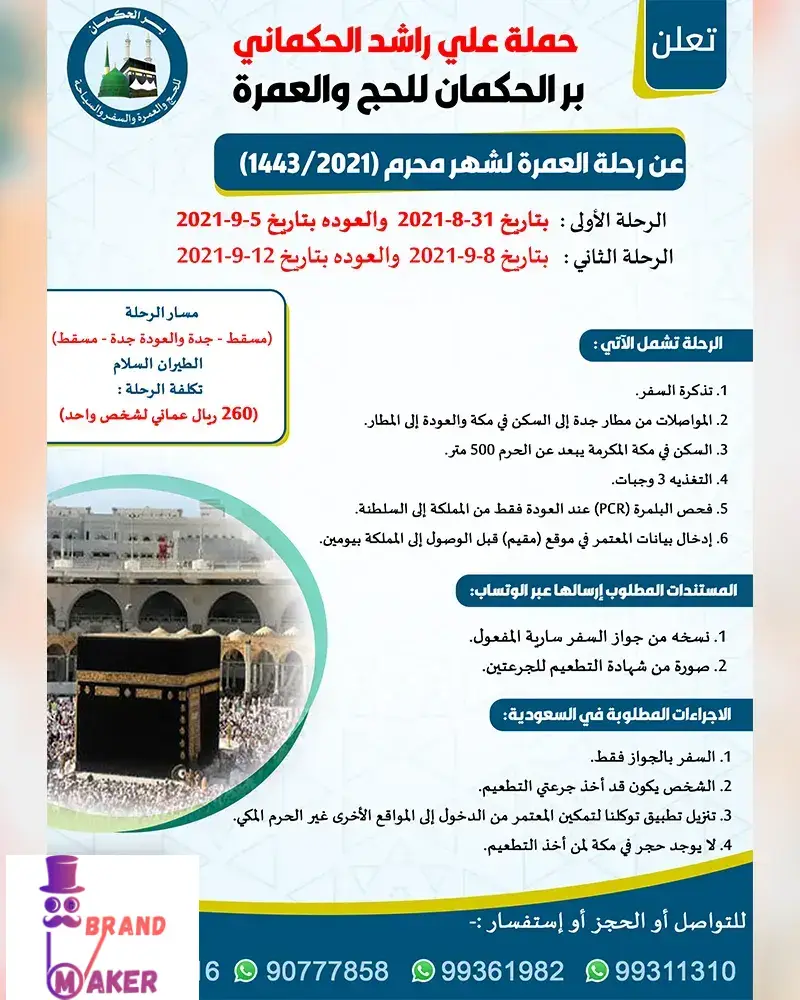 بر الحكمان
للحج والعمرة والسفر والسياحة
تعلن
حملة علي راشد الحكماني
بر الحكمان للحج والعمرة
عن رحلة العمرة لشهر محرم (1443/2021)
الرحلة الأولى : بتاريخ 31-8-2021 والعوده بتاريخ 5-9-2021
الرحلة الثاني : بتاريخ 8-9-2021 والعوده بتاريخ 12-9-2021
مسار الرحلة
(مسقط - جدة والعودة جدة - مسقط)
الطيران السلام
تكلفة الرحلة :
(260 ريال عماني لشخص واحد)
الرحلة تشمل الآتي :
1. تذكرة السفر.
2. المواصلات من مطار جدة إلى السكن في مكة والعودة إلى المطار.
3. السكن في مكة المكرمة يبعد عن الحرم 500 متر.
4. التغذيه 3 وجبات.
5. فحص البلمرة (PCR) عند العودة فقط من المملكة إلى السلطنة.
6. إدخال بيانات المعتمر في موقع (مقيم) قبل الوصول إلى المملكة بيومين.
المستندات المطلوب إرسالها عبر الوتساب:
1. نسخه من جواز السفر سارية المفعول.
2. صورة من شهادة التطعيم للجرعتين.
الاجراءات المطلوبة في السعودية:
1. السفر بالجواز فقط.
2. الشخص يكون قد أخذ جرعتي التطعيم.
3. تنزيل تطبيق توكلنا لتمكين المعتمر من الدخول إلى المواقع الأخرى غير الحرم المكي.
4. لا يوجد حجر في مكة لمن أخذ التطعيم.
للتواصل أو الحجز أو إستفسار :-
99311310 99361982 90777858 16
BRAND
MAKER